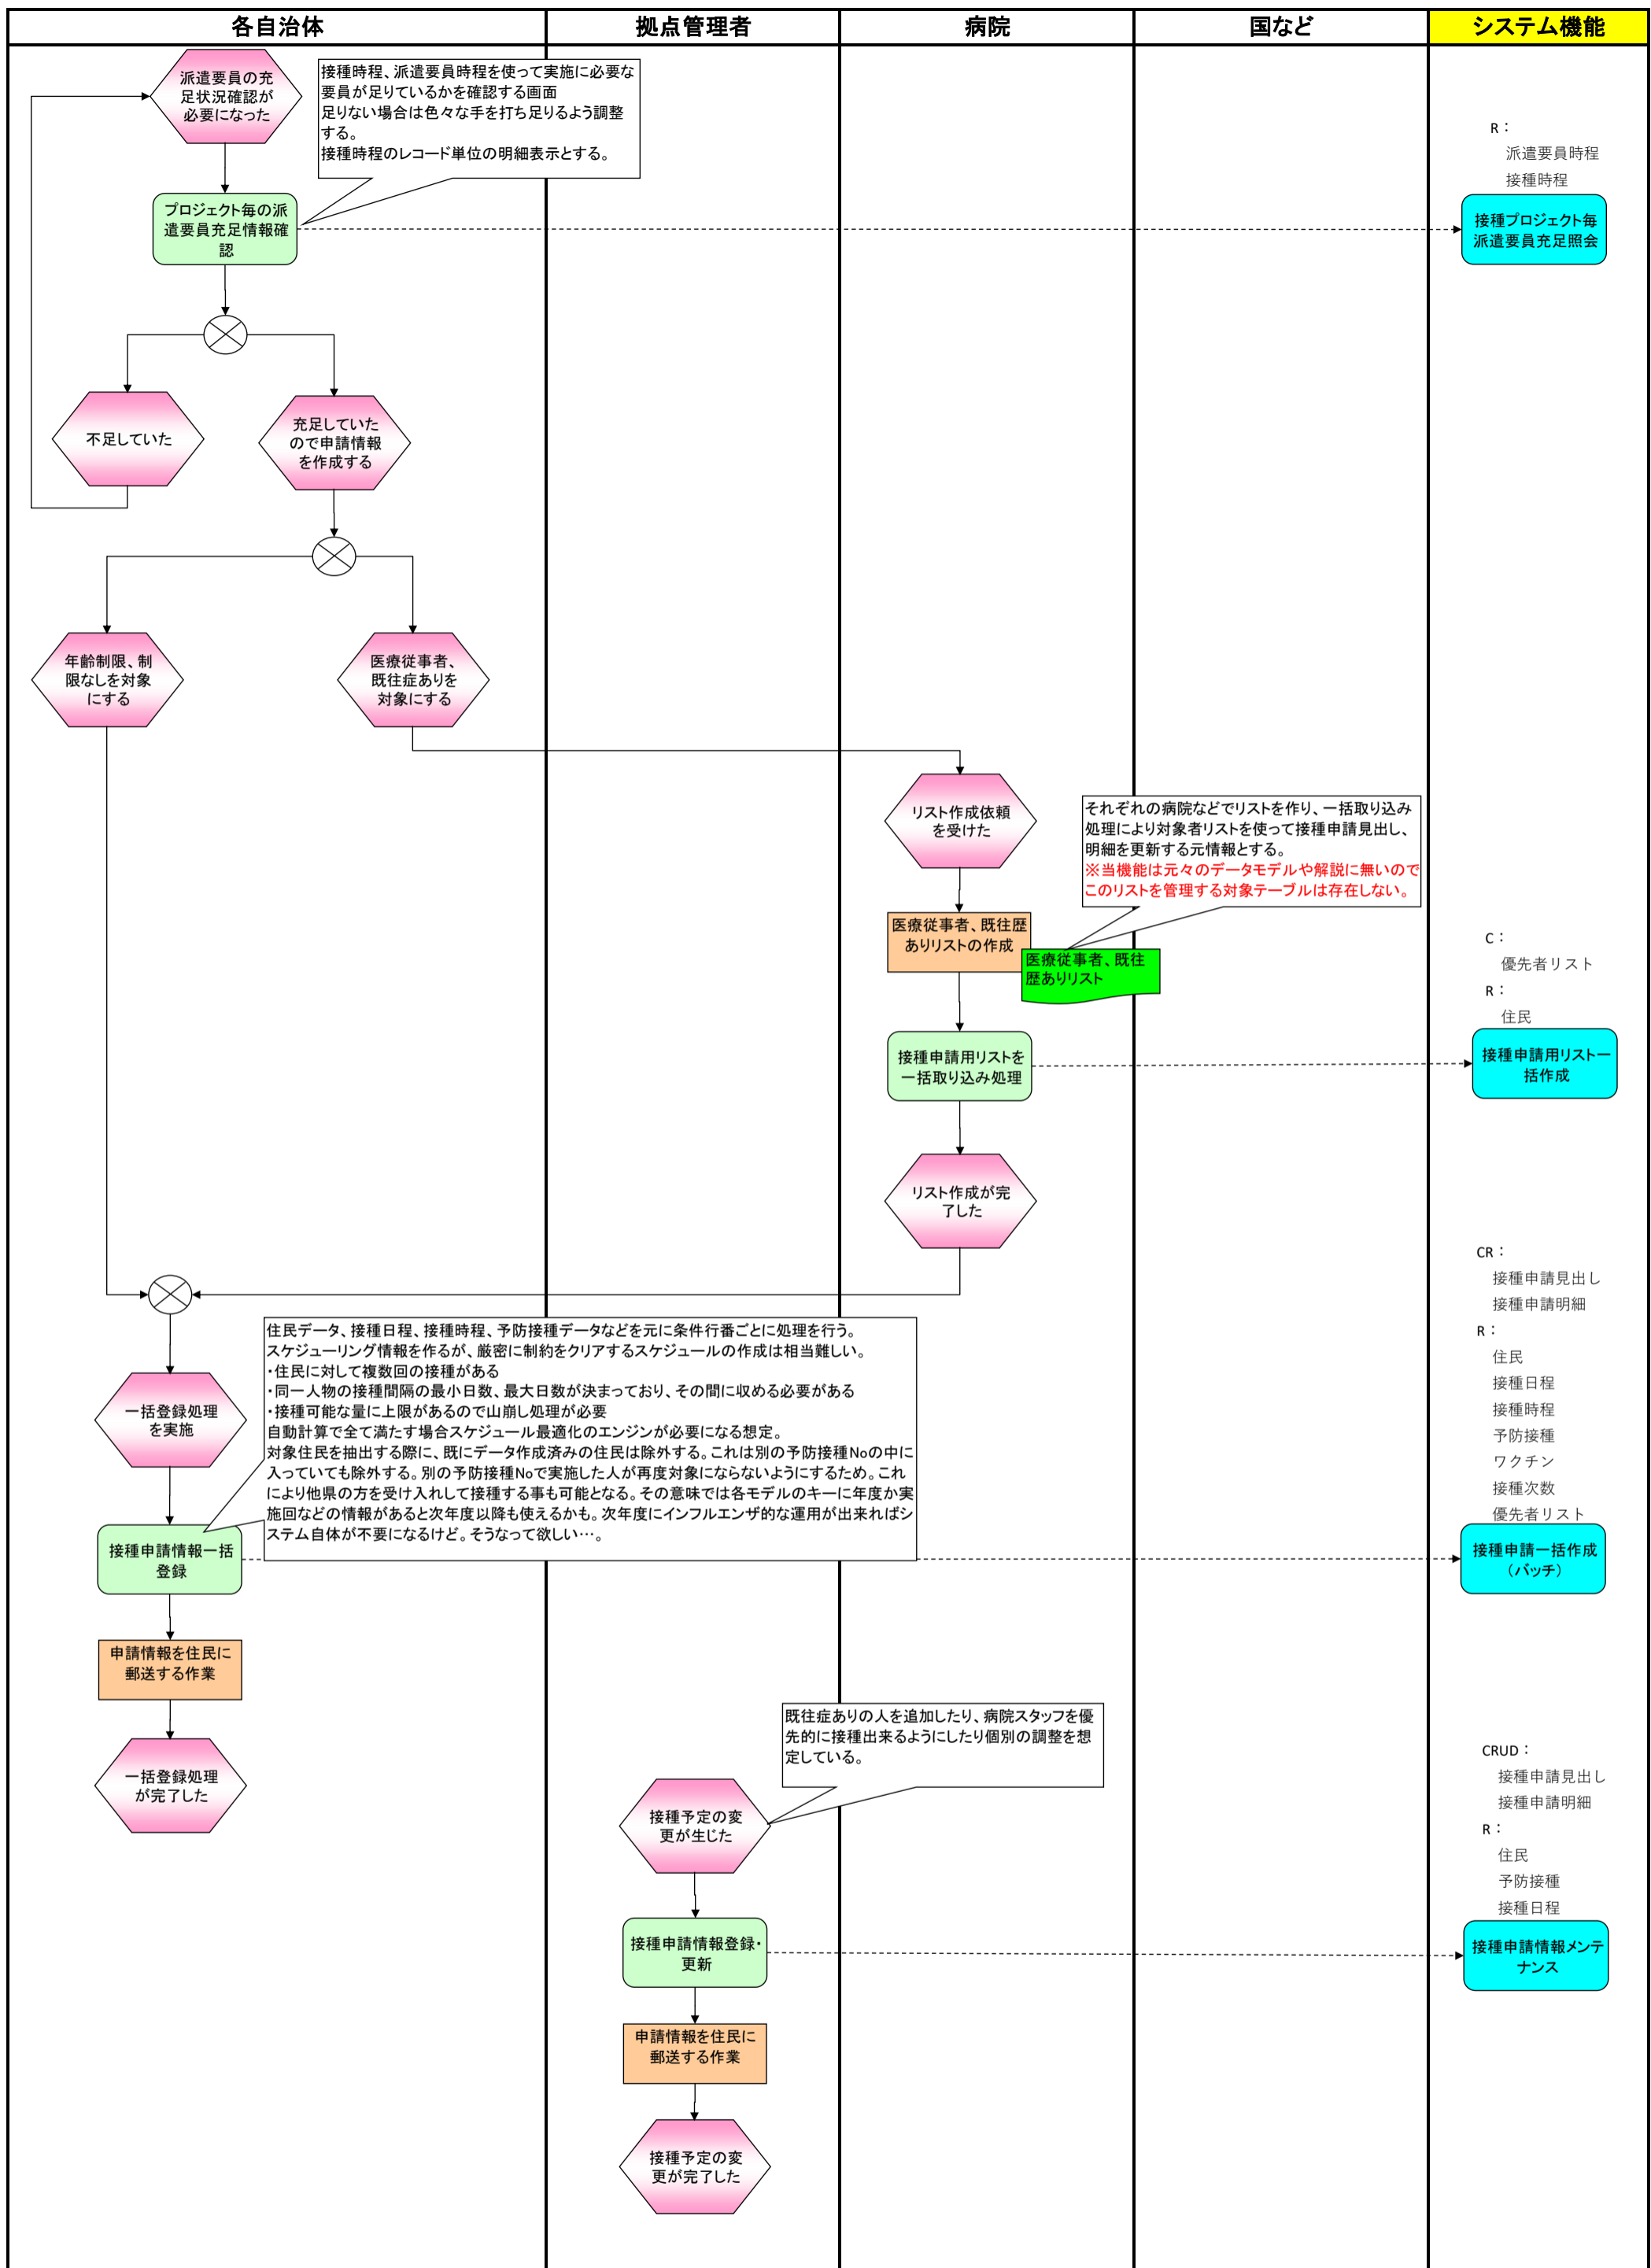 各自治体
拠点管理者
病院
国など
システム機能
派遣要員の充
足状況確認が
必要になった
接種時程、派遣要員時程を使って実施に必要な
要員が足りているかを確認する画面
足りない場合は色々な手を打ち足りるよう調整
する。
接種時程のレコード単位の明細表示とする。
R：
派遣要員時程
接種時程
プロジェクト毎の派
遣要員充足情報確
認
接種プロジェクト毎
派遣要員充足照会
不足していた
充足していた
ので申請情報
を作成する
年齢制限、制
限なしを対象
にする
医療従事者、
既往症ありを
対象にする
リスト作成依頼
を受けた
それぞれの病院などでリストを作り、一括取り込み
処理により対象者リストを使って接種申請見出し、
明細を更新する元情報とする。
※当機能は元々のデータモデルや解説に無いので
このリストを管理する対象テーブルは存在しない。
医療従事者、既往歴
ありリストの作成
医療従事者、既往
歴ありリスト
C：
優先者リスト
R：
住民
接種申請用リストを
一括取り込み処理
接種申請用リスト一
括作成
リスト作成が完
了した
CR：
接種申請見出し
接種申請明細
R：
住民
接種日程
接種時程
予防接種
ワクチン
接種次数
優先者リスト
住民データ、接種日程、接種時程、予防接種データなどを元に条件行番ごとに処理を行う。
スケジューリング情報を作るが、厳密に制約をクリアするスケジュールの作成は相当難しい。
・住民に対して複数回の接種がある
・同一人物の接種間隔の最小日数、最大日数が決まっており、その間に収める必要がある
・接種可能な量に上限があるので山崩し処理が必要
自動計算で全て満たす場合スケジュール最適化のエンジンが必要になる想定。
対象住民を抽出する際に、既にデータ作成済みの住民は除外する。これは別の予防接種Noの中に
入っていても除外する。別の予防接種Noで実施した人が再度対象にならないようにするため。これ
により他県の方を受け入れして接種する事も可能となる。その意味では各モデルのキーに年度か実
施回などの情報があると次年度以降も使えるかも。次年度にインフルエンザ的な運用が出来ればシ
ステム自体が不要になるけど。そうなって欲しい…。
一括登録処理
を実施
接種申請情報一括
登録
接種申請一括作成
（バッチ）
申請情報を住民に
郵送する作業
一括登録処理
が完了した
既往症ありの人を追加したり、病院スタッフを優
先的に接種出来るようにしたり個別の調整を想
定している。
接種予定の変
更が生じた
CRUD：
接種申請見出し
接種申請明細
R：
住民
予防接種
接種日程
接種申請情報登録・
更新
接種申請情報メンテ
ナンス
申請情報を住民に
郵送する作業
接種予定の変
更が完了した